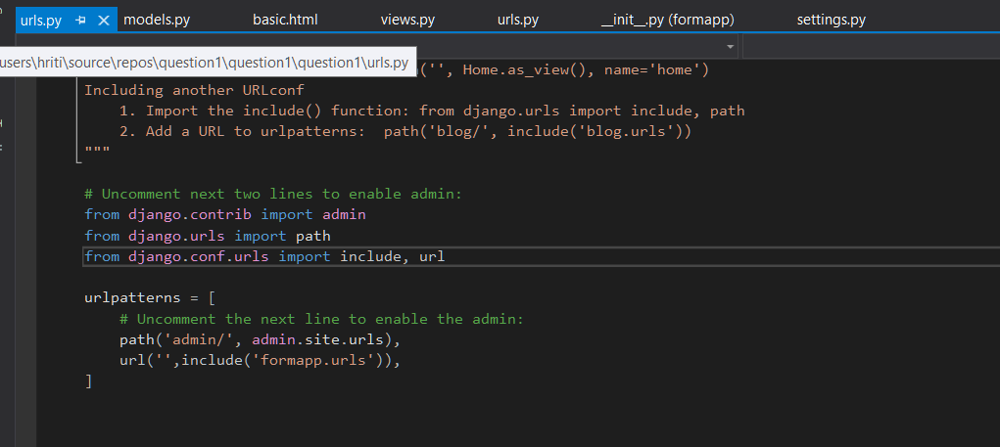 urls.py models.py basic.html views.py urls.py __init__.py (formapp) settings.py
users\hriti\source\repos\question1\question1\question1\urls.py
('', Home.as_view(), name='home')
Including another URLconf
1. Import the include() function: from django.urls import include, path
2. Add a URL to urlpatterns:  path('blog/', include('blog.urls'))
"""
# Uncomment next two lines to enable admin:
from django.contrib import admin
from django.urls import path
from django.conf.urls import include, url
urlpatterns = [
# Uncomment the next line to enable the admin:
path('admin/', admin.site.urls),
url('',include('formapp.urls')),
]